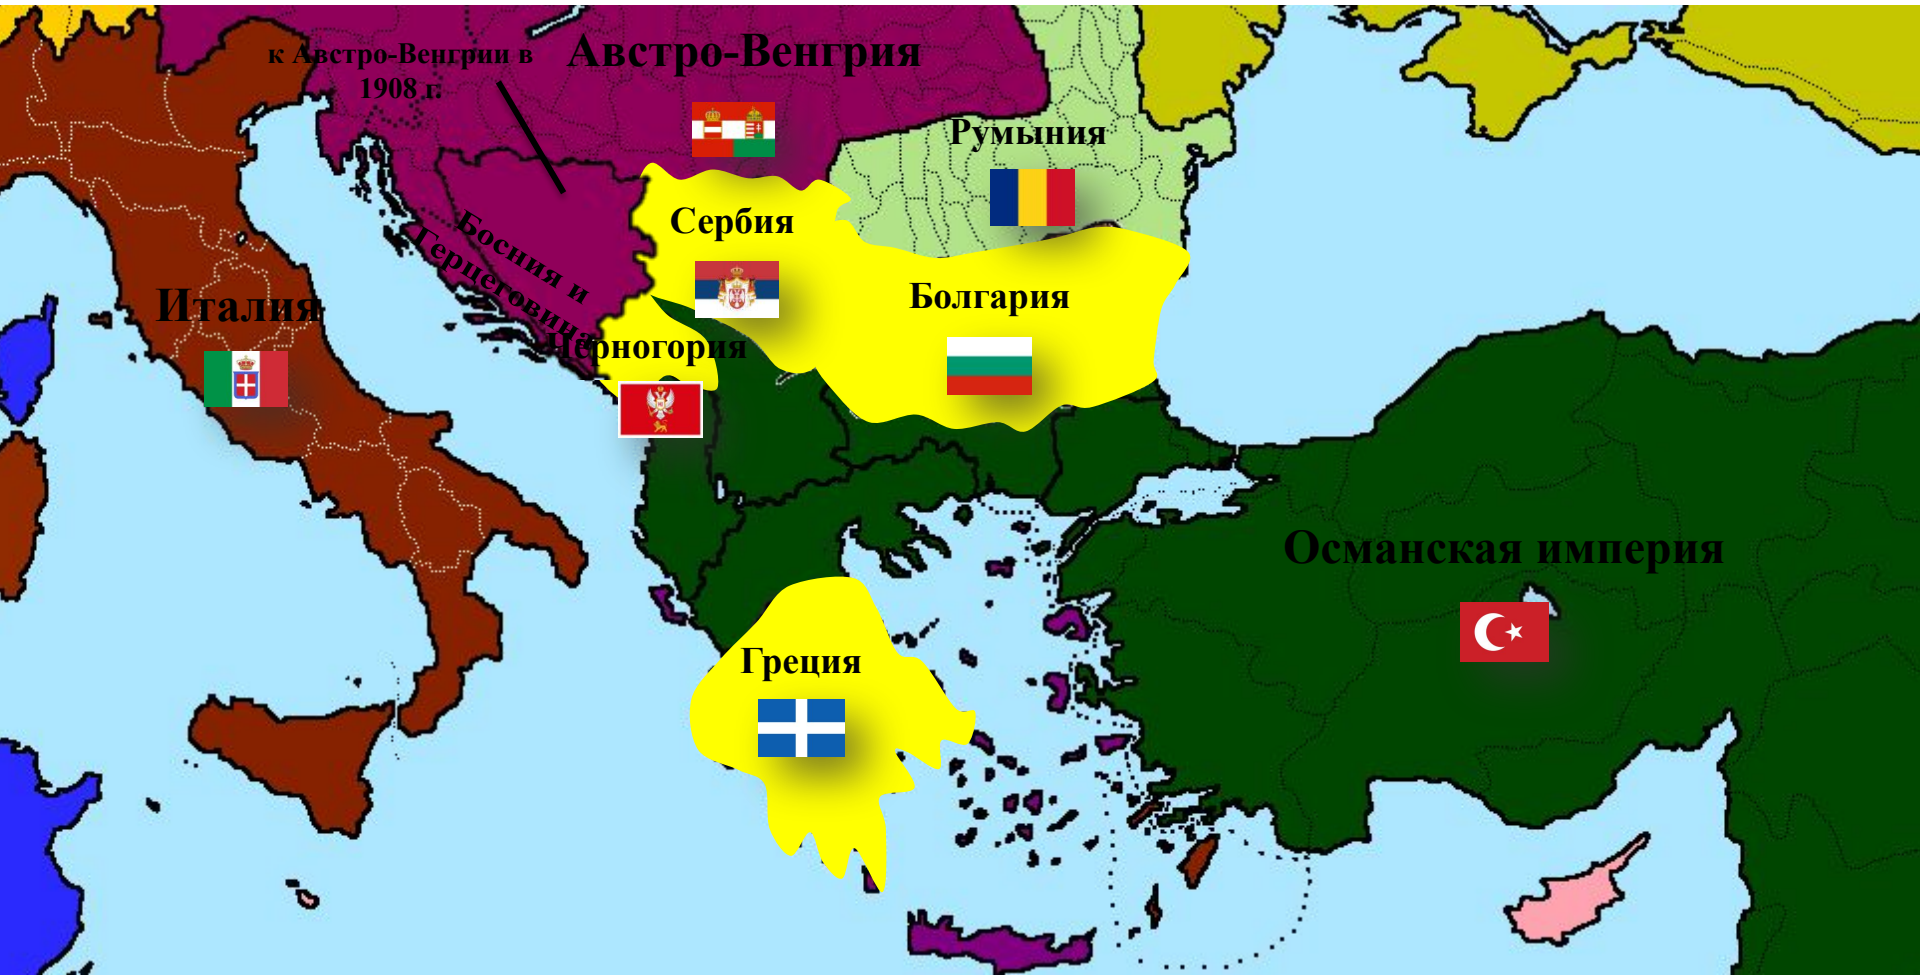 к Австро-Венгрии в
1908 г.
Австро-Венгрия
Румыния
Сербия
Босния и
Герцеговина
Италия
Болгария
Черногория
Османская империя
Греция